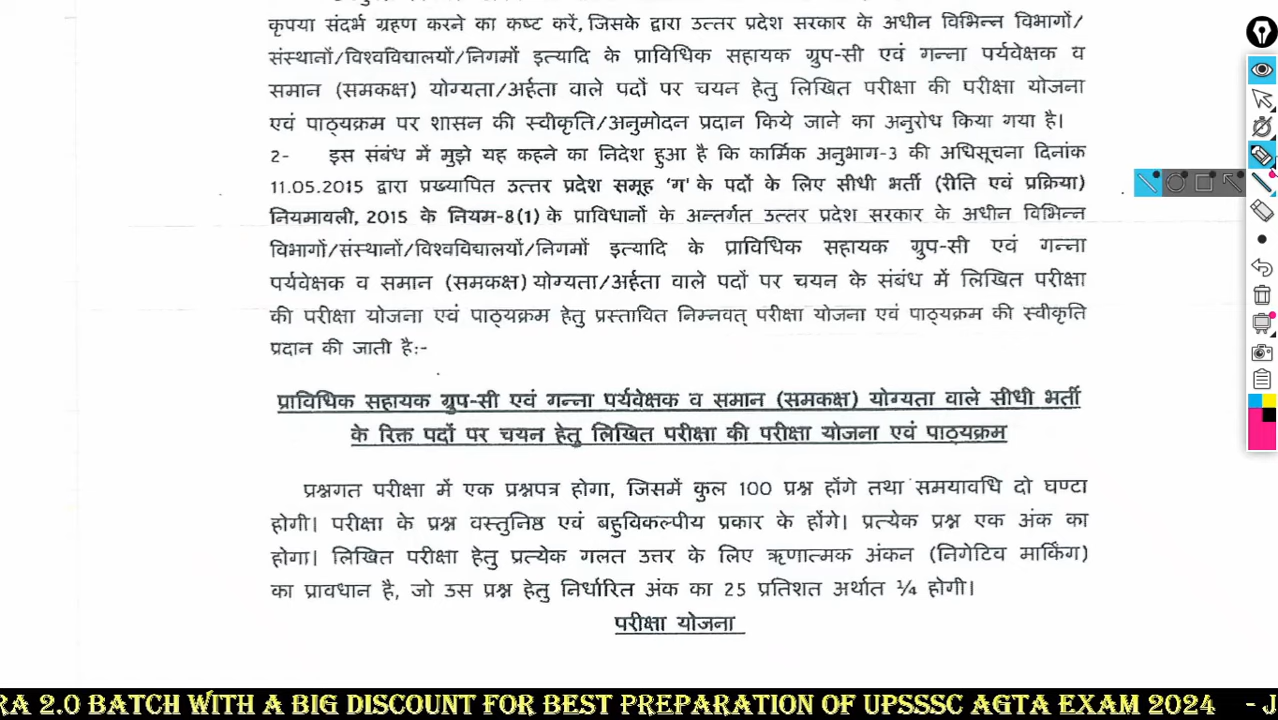 कृपया संदर्भ ग्रहण करने का कष्ट करें, जिसके द्वारा उत्तर प्रदेश सरकार के अधीन विभिन्न विभागों/
संस्थानों/विश्वविद्यालयों/निगमों इत्यादि के प्राविधिक सहायक ग्रुप-सी एवं गन्ना पर्यवेक्षक व
समान (समकक्ष) योग्यता/अर्हता वाले पदों पर चयन हेतु लिखित परीक्षा की परीक्षा योजना
एवं पाठ्यक्रम पर शासन की स्वीकृति/अनुमोदन प्रदान किये जाने का अनुरोध किया गया है।
2- इस संबंध में मुझे यह कहने का निदेश हुआ है कि कार्मिक अनुभाग-3 की अधिसूचना दिनांक
11.05.2015 द्वारा प्रख्यापित उत्तर प्रदेश समूह 'ग' के पदों के लिए सीधी भर्ती (रीति एवं प्रक्रिया)
नियमावली, 2015 के नियम-8(1) के प्राविधानों के अन्तर्गत उत्तर प्रदेश सरकार के अधीन विभिन्न
विभागों/संस्थानों/विश्वविद्यालयों/निगमों इत्यादि के प्राविधिक सहायक ग्रुप-सी एवं गन्ना
पर्यवेक्षक व समान (समकक्ष) योग्यता/अर्हता वाले पदों पर चयन के संबंध में लिखित परीक्षा
की परीक्षा योजना एवं पाठ्यक्रम हेतु प्रस्तावित निम्नवत् परीक्षा योजना एवं पाठ्यक्रम की स्वीकृति
प्रदान की जाती है:-
प्राविधिक सहायक ग्रुप-सी एवं गन्ना पर्यवेक्षक व समान (समकक्ष) योग्यता वाले सीधी भर्ती
के रिक्त पदों पर चयन हेतु लिखित परीक्षा की परीक्षा योजना एवं पाठ्यक्रम
प्रश्नगत परीक्षा में एक प्रश्नपत्र होगा, जिसमें कुल 100 प्रश्न होंगे तथा समयावधि दो घण्टा
होगी। परीक्षा के प्रश्न वस्तुनिष्ठ एवं बहुविकल्पीय प्रकार के होंगे। प्रत्येक प्रश्न एक अंक का
होगा। लिखित परीक्षा हेतु प्रत्येक गलत उत्तर के लिए ऋणात्मक अंकन (निगेटिव मार्किंग)
का प्रावधान है, जो उस प्रश्न हेतु निर्धारित अंक का 25 प्रतिशत अर्थात ¼ होगी।
परीक्षा योजना
RA 2.0 BATCH WITH A BIG DISCOUNT FOR BEST PREPARATION OF UPSSSC AGTA EXAM 2024 - J